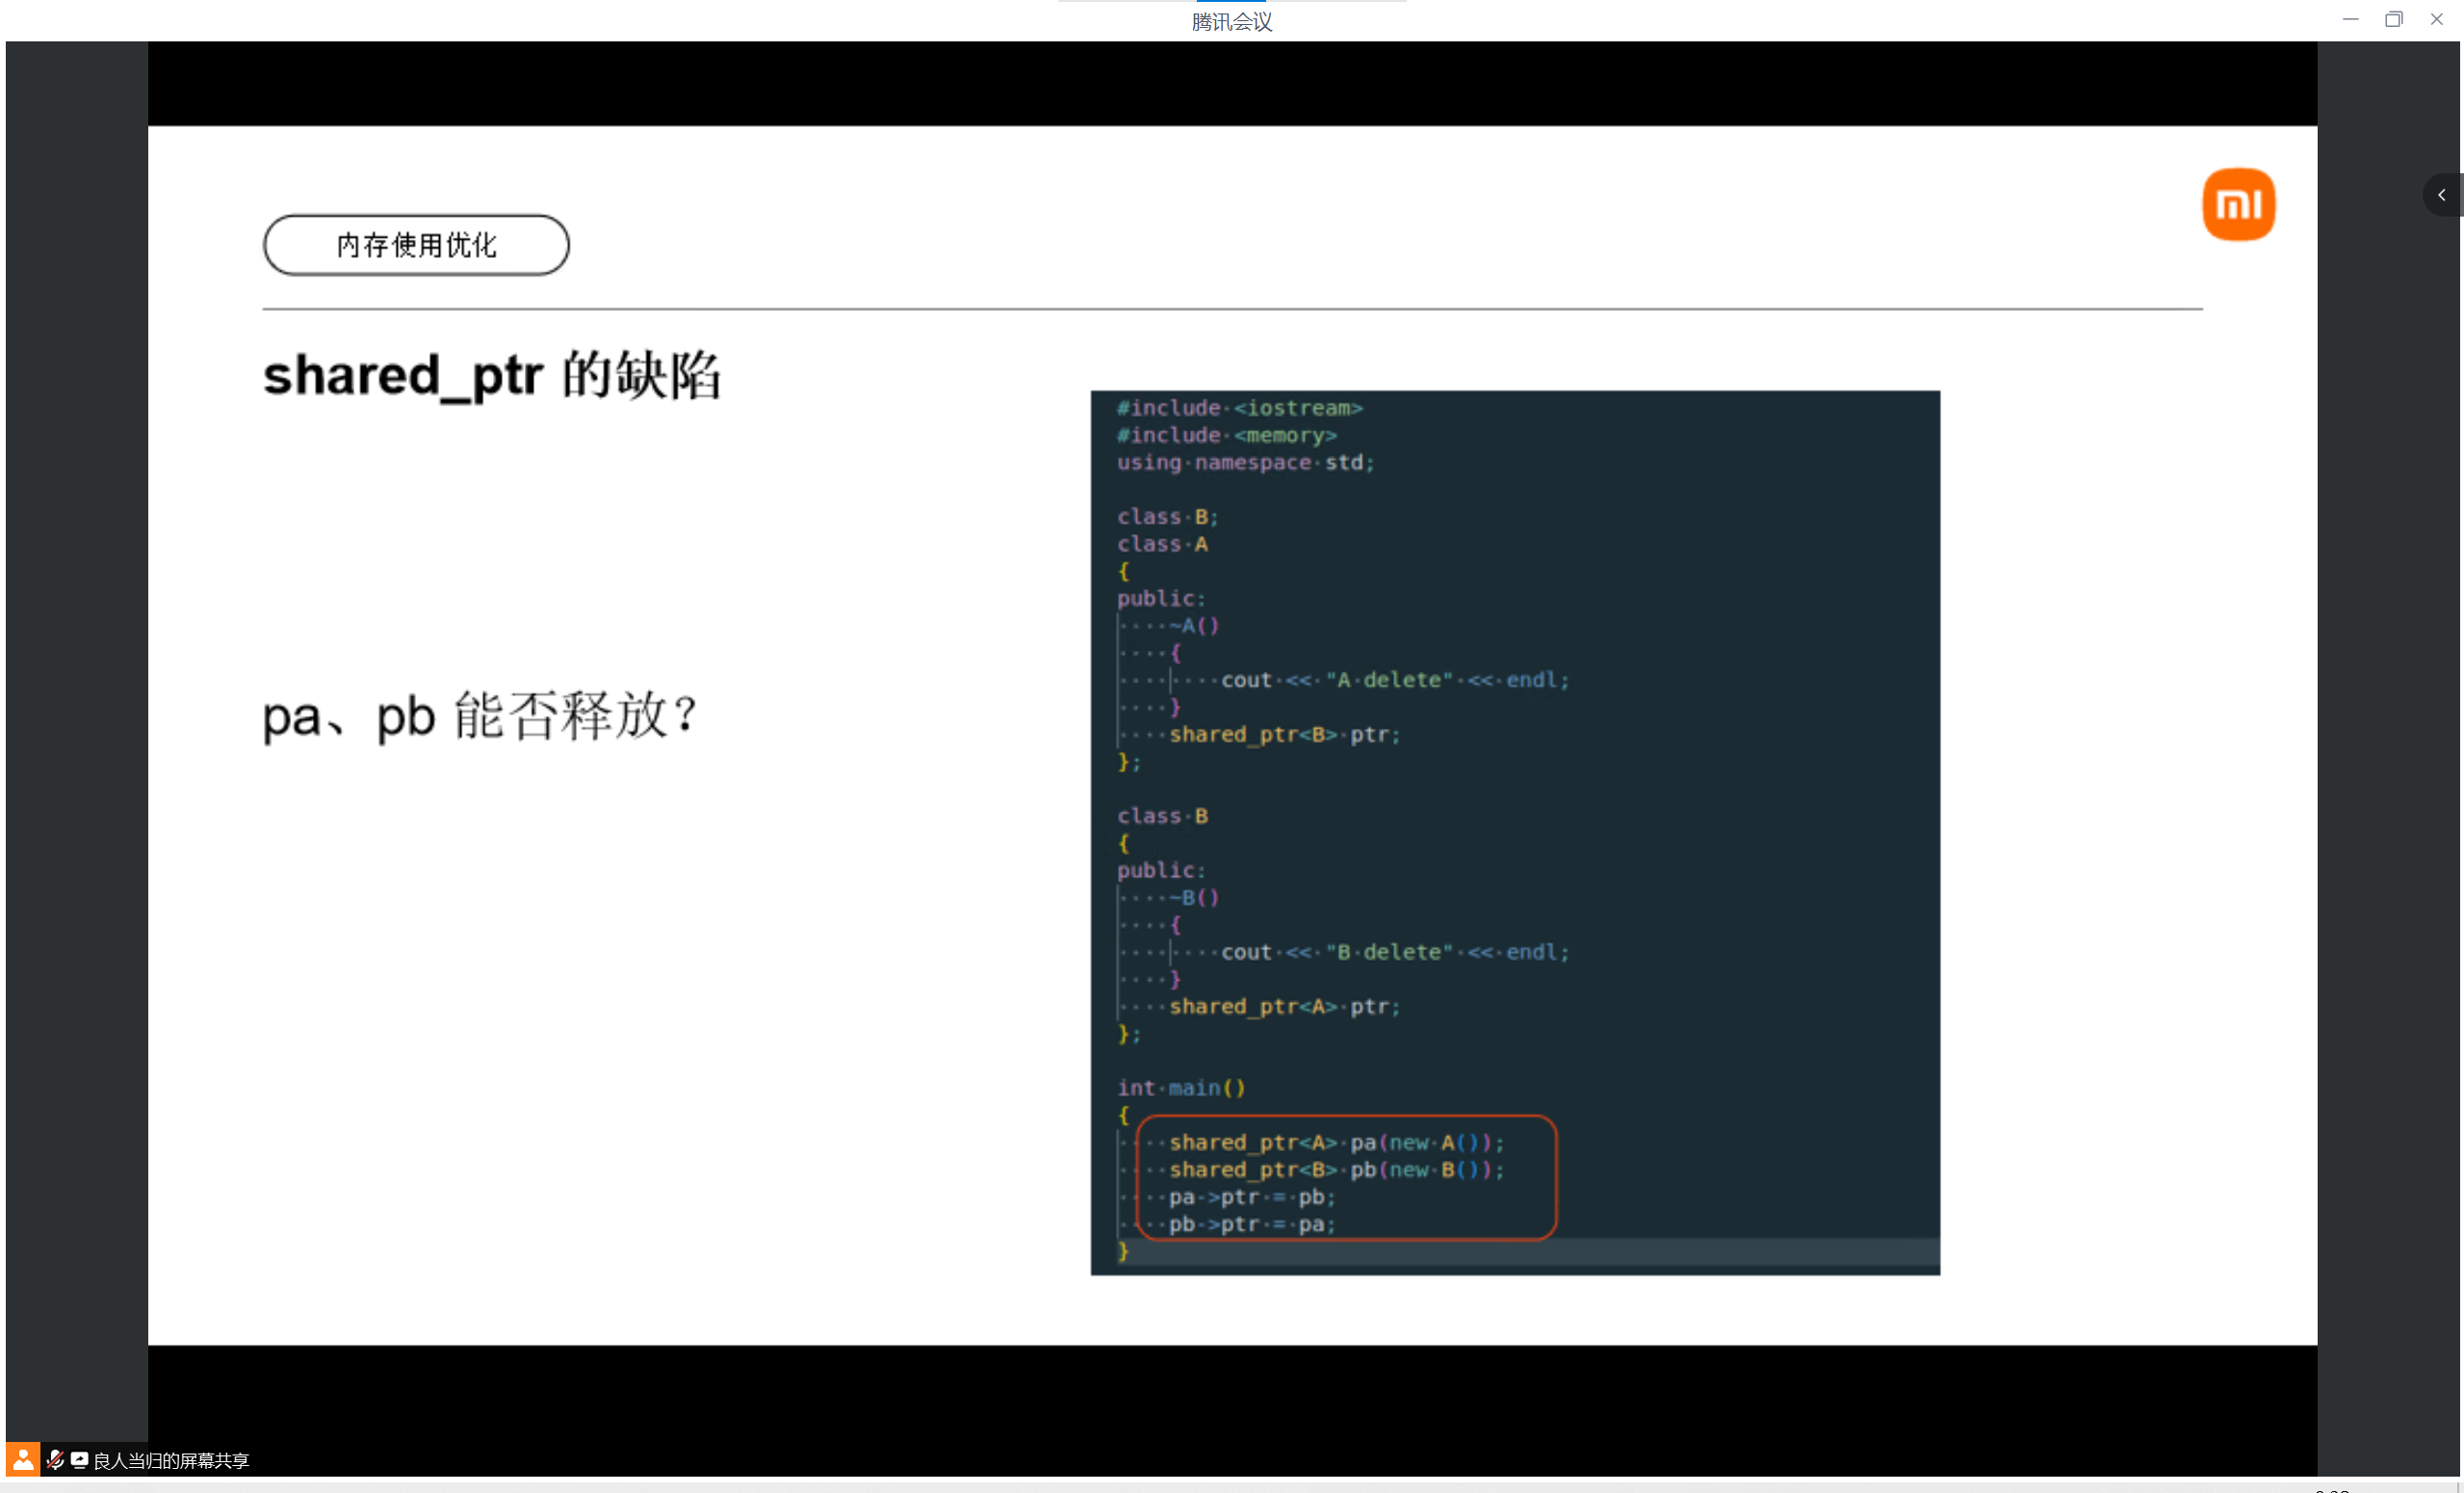 腾讯会议
内存使用优化
mi
shared_ptr 的缺陷
pa、pb 能否释放？
#include <iostream>
#include <memory>
using namespace std;
class B;
class A
{
public:
    ~A()
    {
        cout << "A delete" << endl;
    }
    shared_ptr<B> ptr;
};
class B
{
public:
    ~B()
    {
        cout << "B delete" << endl;
    }
    shared_ptr<A> ptr;
};
int main()
{
    shared_ptr<A> pa(new A());
    shared_ptr<B> pb(new B());
    pa->ptr = pb;
    pb->ptr = pa;
}
良人当归的屏幕共享